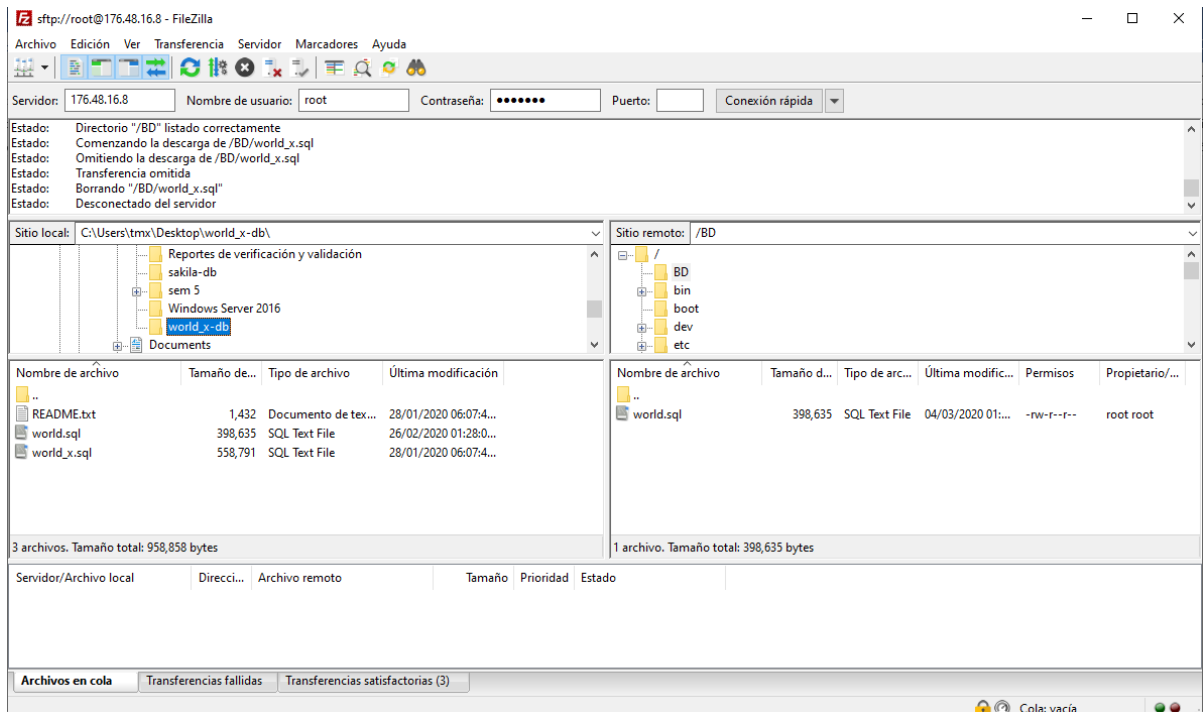 sftp://root@176.48.16.8 - FileZilla
Archivo Edición Ver Transferencia Servidor Marcadores Ayuda
Servidor: 176.48.16.8 Nombre de usuario: root Contraseña: ●●●●●●● Puerto: Conexión rápida
Estado: Directorio "/BD" listado correctamente
Estado: Comenzando la descarga de /BD/world_x.sql
Estado: Omitiendo la descarga de /BD/world_x.sql
Estado: Transferencia omitida
Estado: Borrando "/BD/world_x.sql"
Estado: Desconectado del servidor
Sitio local: C:\Users\tmx\Desktop\world_x-db\
Reportes de verificación y validación
sakila-db
sem 5
Windows Server 2016
world_x-db
Documents
Sitio remoto: /BD
/
BD
bin
boot
dev
etc
Nombre de archivo Tamaño de... Tipo de archivo Última modificación
..
README.txt 1,432 Documento de tex... 28/01/2020 06:07:4...
world.sql 398,635 SQL Text File 26/02/2020 01:28:0...
world_x.sql 558,791 SQL Text File 28/01/2020 06:07:4...
3 archivos. Tamaño total: 958,858 bytes
Nombre de archivo Tamaño d... Tipo de arc... Última modific... Permisos Propietario/...
..
world.sql 398,635 SQL Text File 04/03/2020 01:... -rw-r--r-- root root
1 archivo. Tamaño total: 398,635 bytes
Servidor/Archivo local Direcci... Archivo remoto Tamaño Prioridad Estado
Archivos en cola Transferencias fallidas Transferencias satisfactorias (3)
Cola: vacía